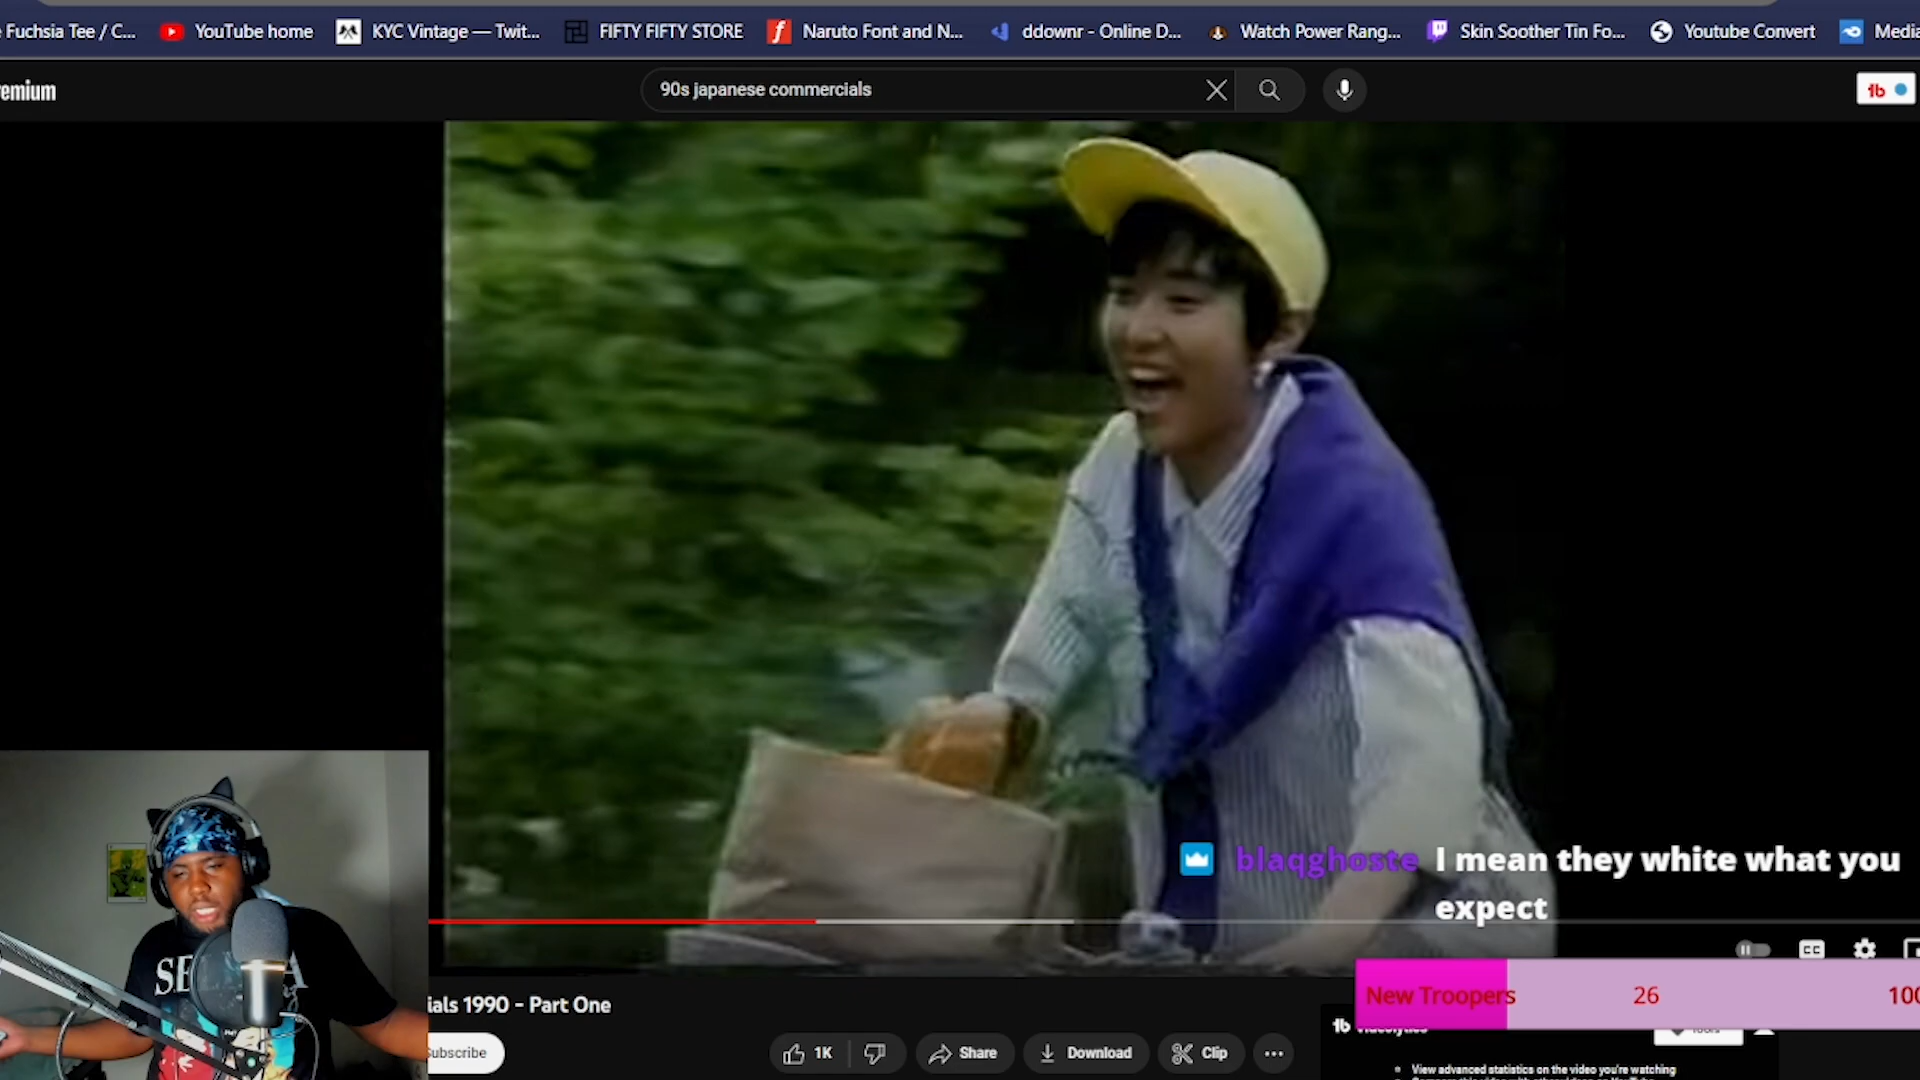 Fuchsia Tee / C...
YouTube home
KYC Vintage — Twit...
FIFTY FIFTY STORE
Naruto Font and N...
ddownr - Online D...
Watch Power Rang...
Skin Soother Tin Fo...
Youtube Convert
Media
emium
90s japanese commercials
blaqghoste I mean they white what you
expect
CC
New Troopers 26 100
ials 1990 - Part One
ubscribe
1K
Share
Download
Clip
View advanced statistics on the video you're watching